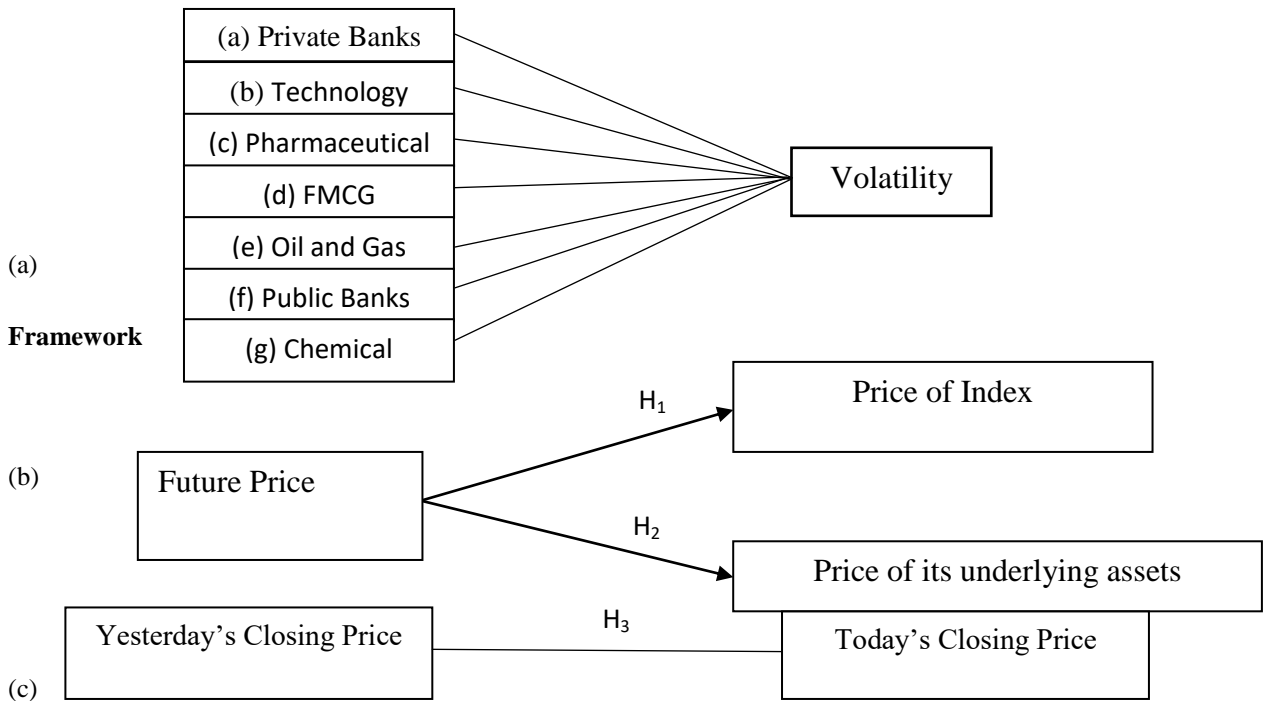 (a) Private Banks
(b) Technology
(c) Pharmaceutical
(d) FMCG
(e) Oil and Gas
(f) Public Banks
(g) Chemical
Volatility
(a)
Framework
(b)
Future Price
H₁
Price of Index
H₂
Price of its underlying assets
Yesterday’s Closing Price
H₃
Today’s Closing Price
(c)